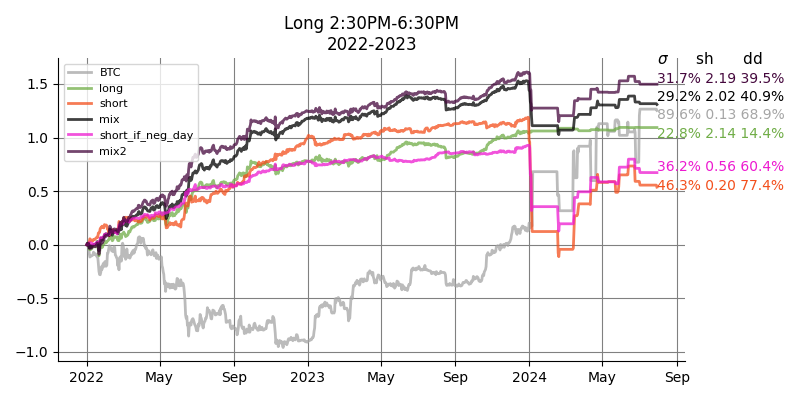 Long 2:30PM-6:30PM
2022-2023
σ sh dd
BTC
long
short
mix
short_if_neg_day
mix2
31.7% 2.19 39.5%
29.2% 2.02 40.9%
89.6% 0.13 68.9%
22.8% 2.14 14.4%
36.2% 0.56 60.4%
46.3% 0.20 77.4%
1.5
1.0
0.5
0.0
−0.5
−1.0
2022 May Sep 2023 May Sep 2024 May Sep